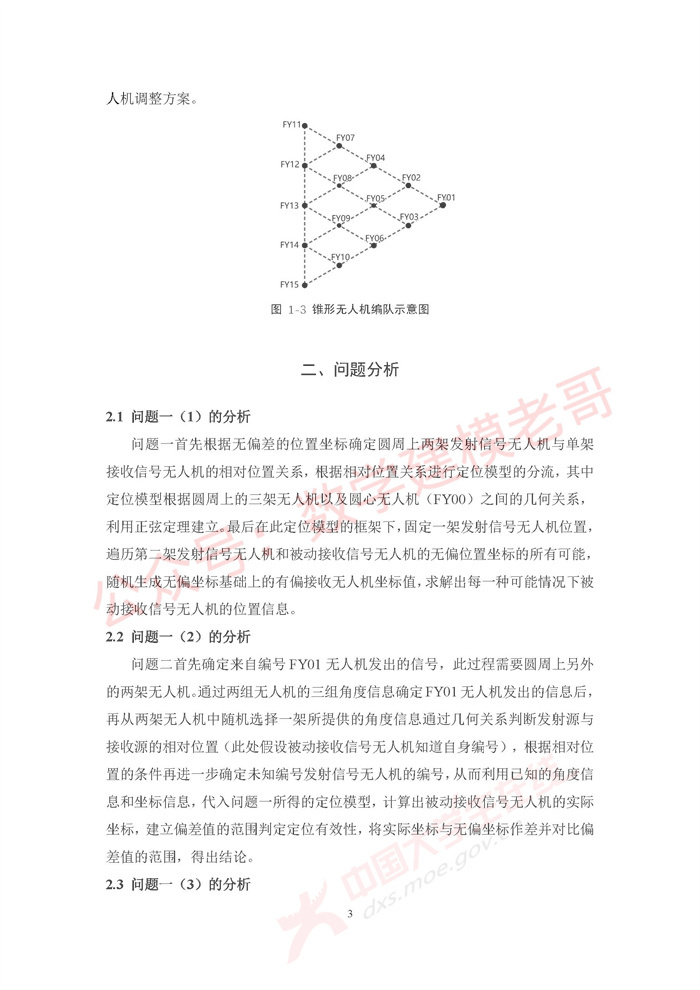 人机调整方案。
FY11
FY07
FY12
FY04
FY08
FY02
FY13
FY05
FY01
FY09
FY03
FY14
FY06
FY10
FY15
图 1-3 锥形无人机编队示意图
二、问题分析
2.1 问题一（1）的分析
问题一首先根据无偏差的位置坐标确定圆周上两架发射信号无人机与单架
接收信号无人机的相对位置关系，根据相对位置关系进行定位模型的分流，其中
定位模型根据圆周上的三架无人机以及圆心无人机（FY00）之间的几何关系，
利用正弦定理建立。最后在此定位模型的框架下，固定一架发射信号无人机位置，
遍历第二架发射信号无人机和被动接收信号无人机的无偏位置坐标的所有可能，
随机生成无偏坐标基础上的有偏接收无人机坐标值，求解出每一种可能情况下被
动接收信号无人机的位置信息。
2.2 问题一（2）的分析
问题二首先确定来自编号 FY01 无人机发出的信号，此过程需要圆周上另外
的两架无人机。通过两组无人机的三组角度信息确定 FY01 无人机发出的信息后，
再从两架无人机中随机选择一架所提供的角度信息通过几何关系判断发射源与
接收源的相对位置（此处假设被动接收信号无人机知道自身编号），根据相对位
置的条件再进一步确定未知编号发射信号无人机的编号，从而利用已知的角度信
息和坐标信息，代入问题一所得的定位模型，计算出被动接收信号无人机的实际
坐标，建立偏差值的范围判定定位有效性，将实际坐标与无偏坐标作差并对比偏
差值的范围，得出结论。
2.3 问题一（3）的分析
3
公众号：数学建模老哥
中国大学生在线
dxs.moe.gov.cn